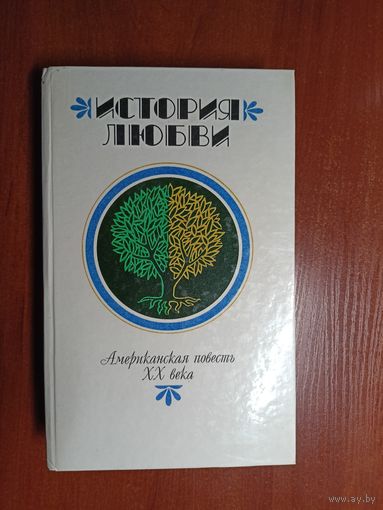 ИСТОРИЯ
ЛЮБВИ
Американская повесть
XX века
www.ay.by